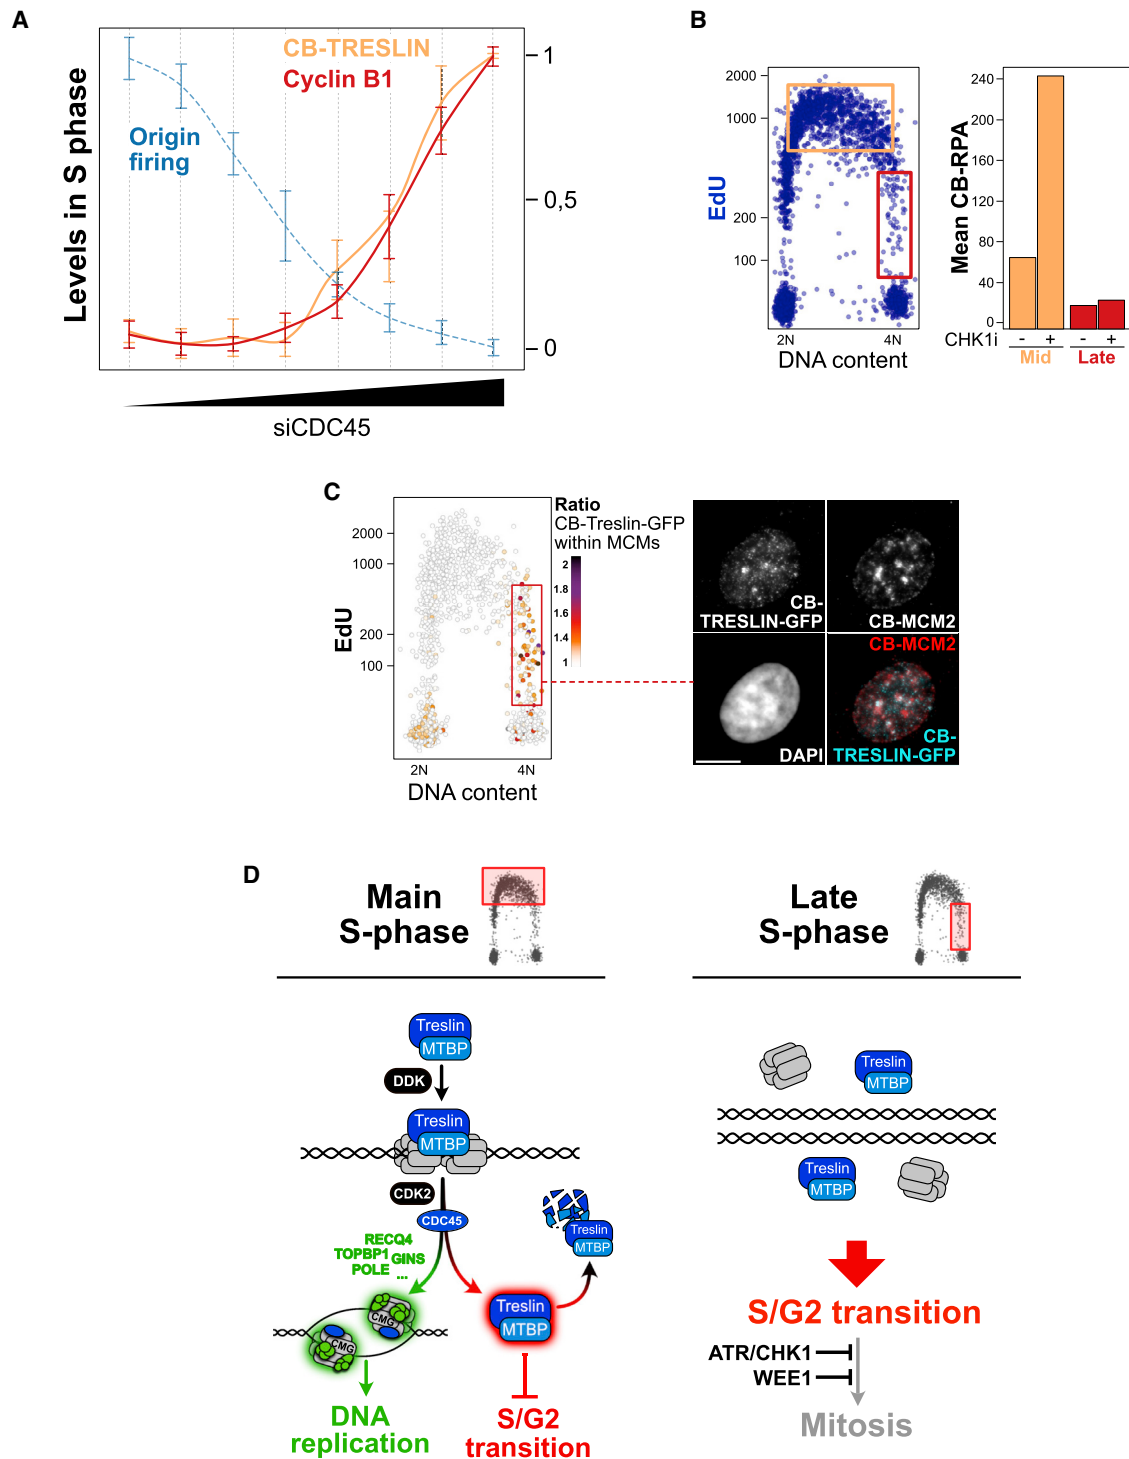 A
Levels in S phase
CB-TRESLIN
Cyclin B1
Origin
firing
1
0,5
0
siCDC45
B
EdU
2000
1000
200
100
2N
4N
DNA content
Mean CB-RPA
240
200
160
120
80
40
0
CHK1i
- + - +
Mid
Late
C
EdU
2000
1000
200
100
2N
4N
DNA content
Ratio
CB-Treslin-GFP
within MCMs
2
1.8
1.6
1.4
1
CB-
TRESLIN-GFP
CB-MCM2
DAPI
CB-MCM2
CB-
TRESLIN-GFP
D
Main
S-phase
Treslin
MTBP
DDK
Treslin
MTBP
CDK2
CDC45
RECQ4
TOPBP1
GINS
POLE
...
CMG
CMG
Treslin
MTBP
Treslin
MTBP
DNA
replication
S/G2
transition
Late
S-phase
Treslin
MTBP
Treslin
MTBP
S/G2 transition
ATR/CHK1
WEE1
Mitosis